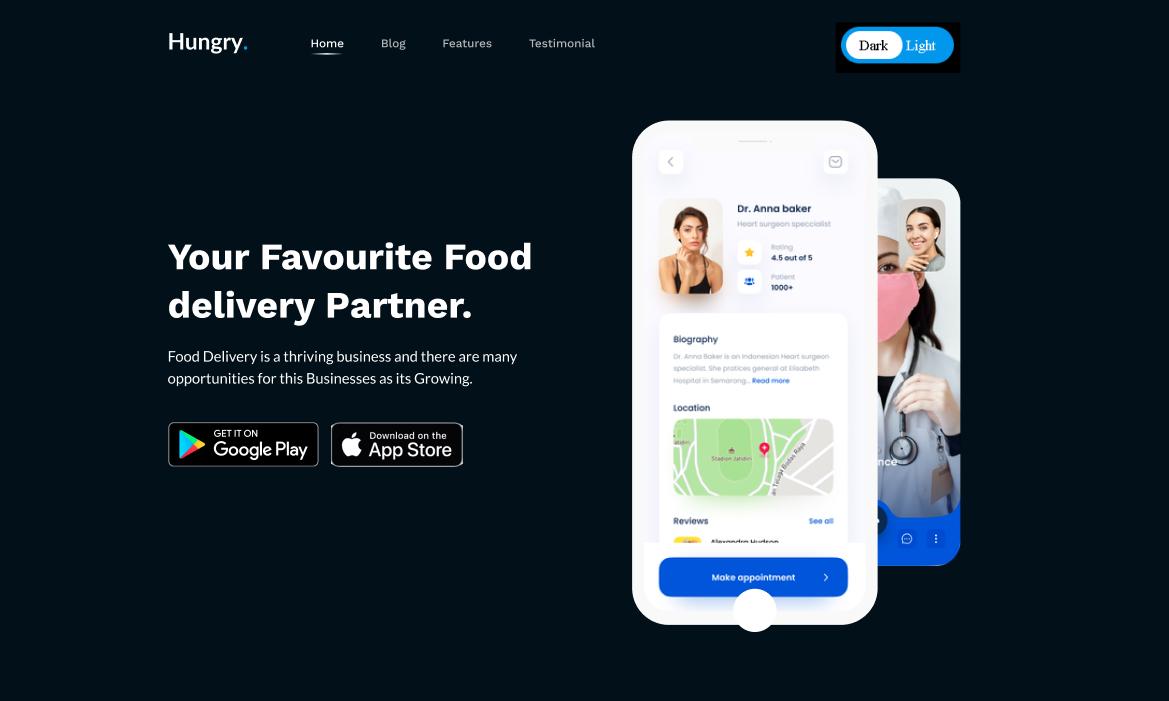 Hungry.
Home Blog Features Testimonial
Dark Light
Your Favourite Food
delivery Partner.
Food Delivery is a thriving business and there are many
opportunities for this Businesses as its Growing.
GET IT ON
Google Play
Download on the
App Store
Dr. Anna baker
Heart surgeon speccialist
Rating
4.5 out of 5
Patient
1000+
Biography
Dr. Anna Baker is an Indonesian Heart surgeon
specialist. She pratices general at Elisabeth
Hospital in Semarang... Read more
Location
Stadion Jatidiri
Reviews See all
Alexandra Hudson
Make appointment